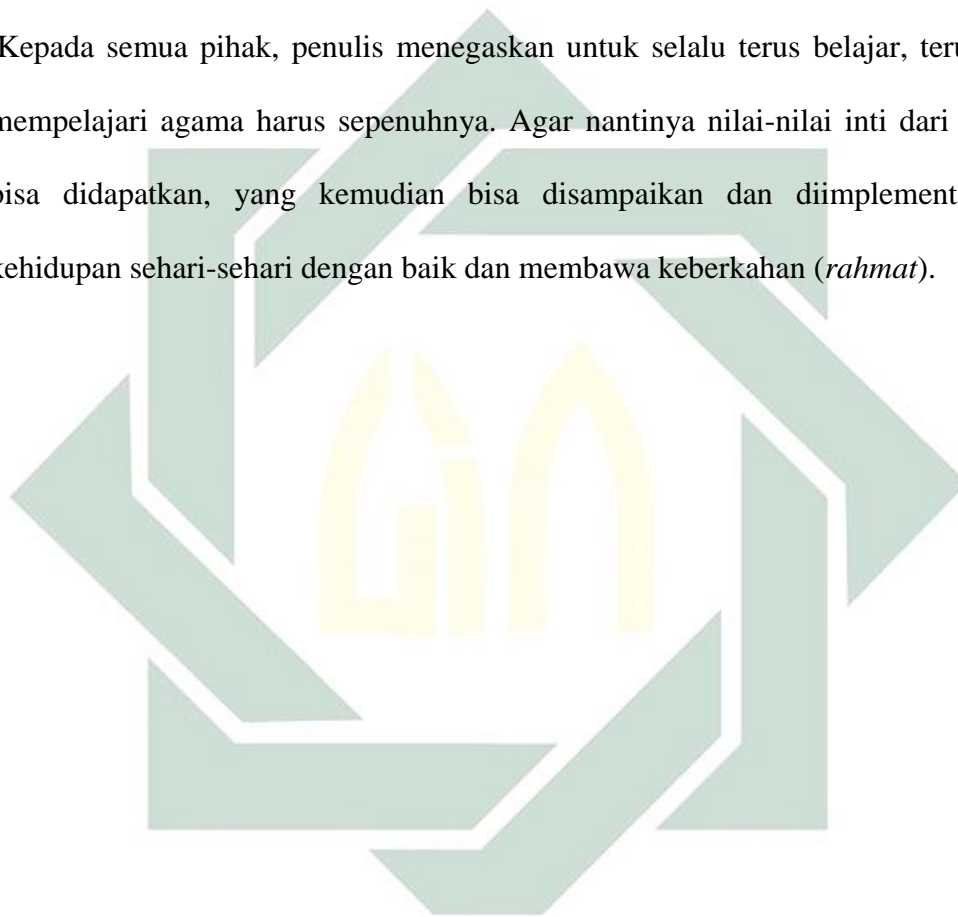 Kepada semua pihak, penulis menegaskan untuk selalu terus belajar,
mempelajari agama harus sepenuhnya. Agar nantinya nilai-nilai inti dari
bisa didapatkan, yang kemudian bisa disampaikan dan
kehidupan sehari-sehari dengan baik dan membawa keberkahan (rahmat).